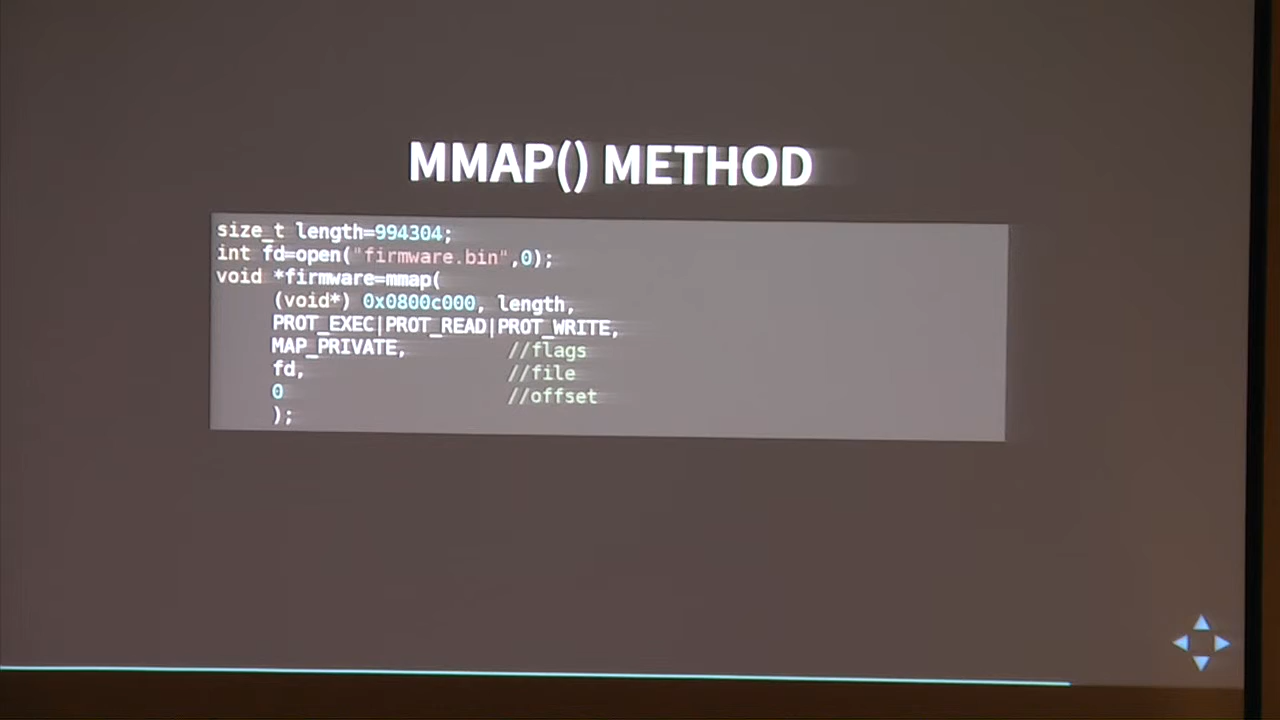 MMAP() METHOD
size_t length=994304;
int fd=open("firmware.bin",0);
void *firmware=mmap(
(void*) 0x0800c000, length,
PROT_EXEC|PROT_READ|PROT_WRITE,
MAP_PRIVATE, //flags
fd, //file
0 //offset
);